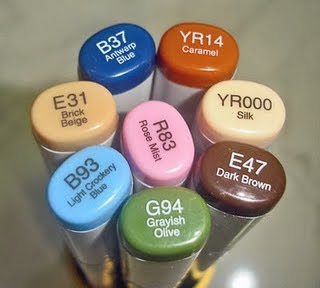 B37
Antwerp
Blue
YR14
Caramel
E31
Brick
Beige
R83
Rose Mist
YR000
Silk
B93
Light Crockery
Blue
E47
Dark Brown
G94
Grayish
Olive